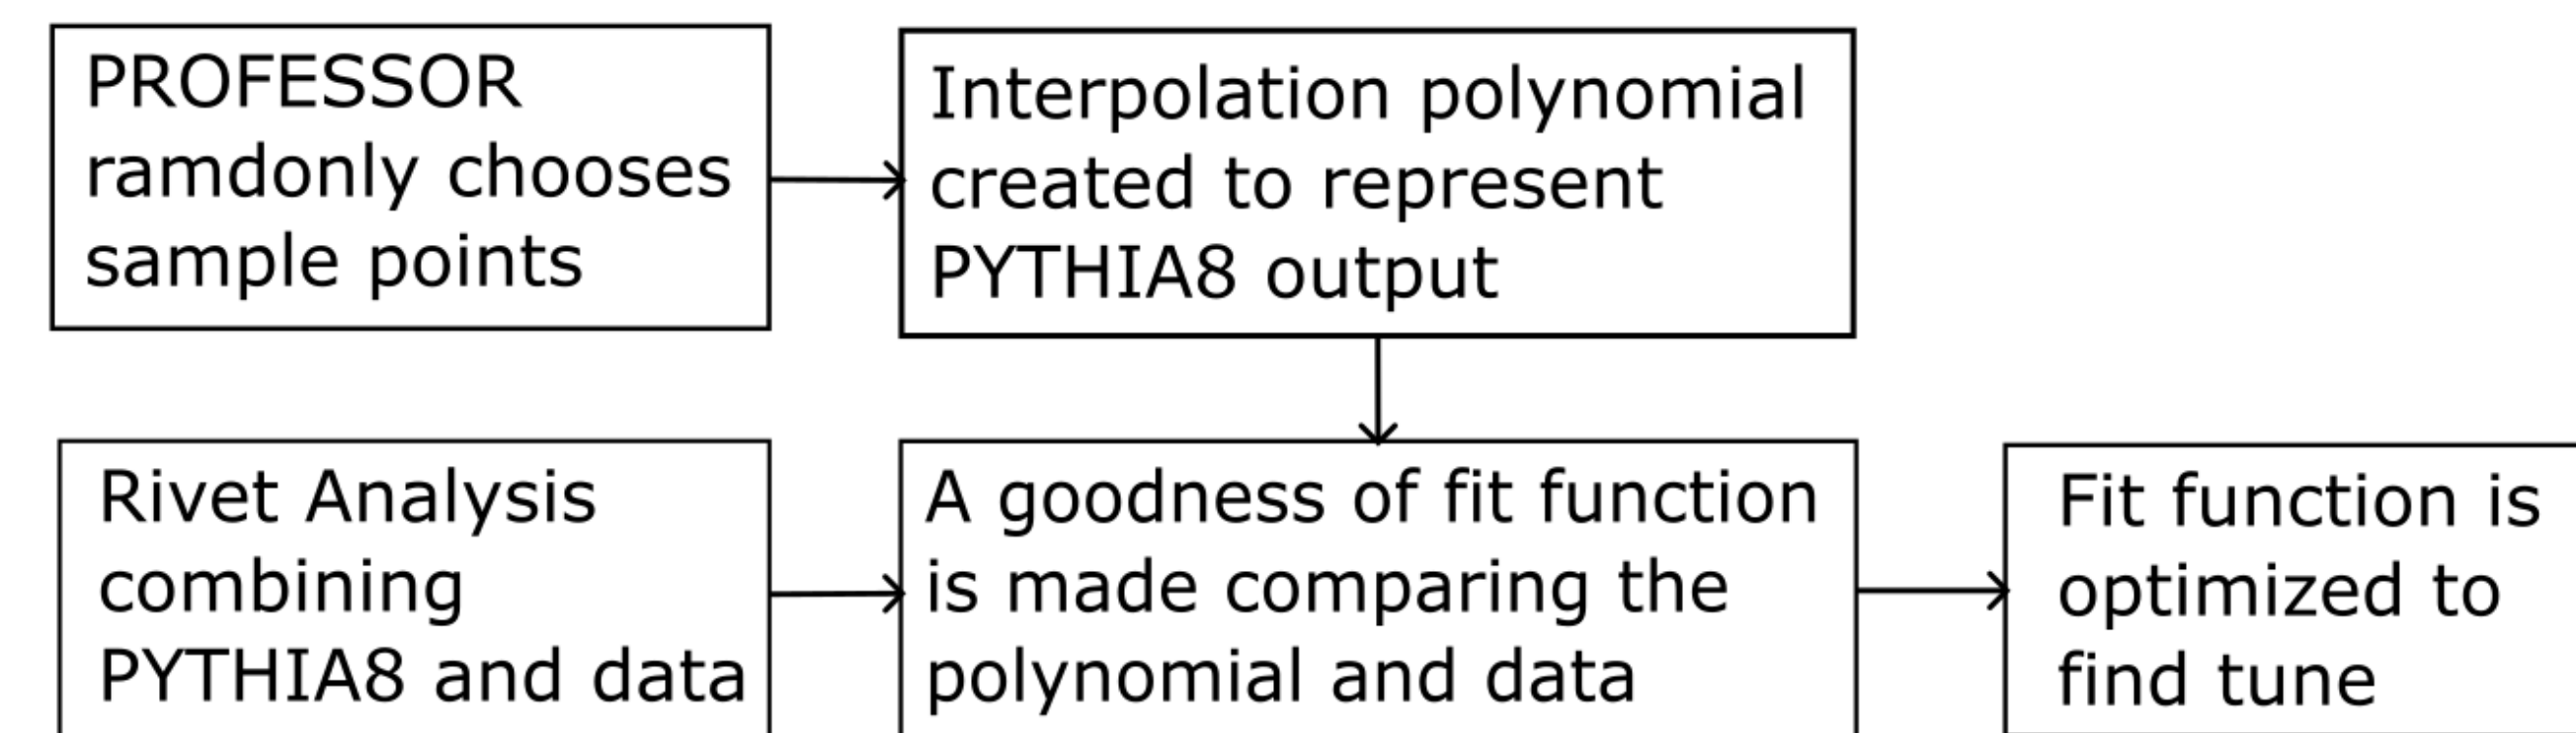 PROFESSOR
ramdonly chooses
sample points
Interpolation polynomial
created to represent
PYTHIA8 output
Rivet Analysis
combining
PYTHIA8 and data
A goodness of fit function
is made comparing the
polynomial and data
Fit function is
optimized to
find tune